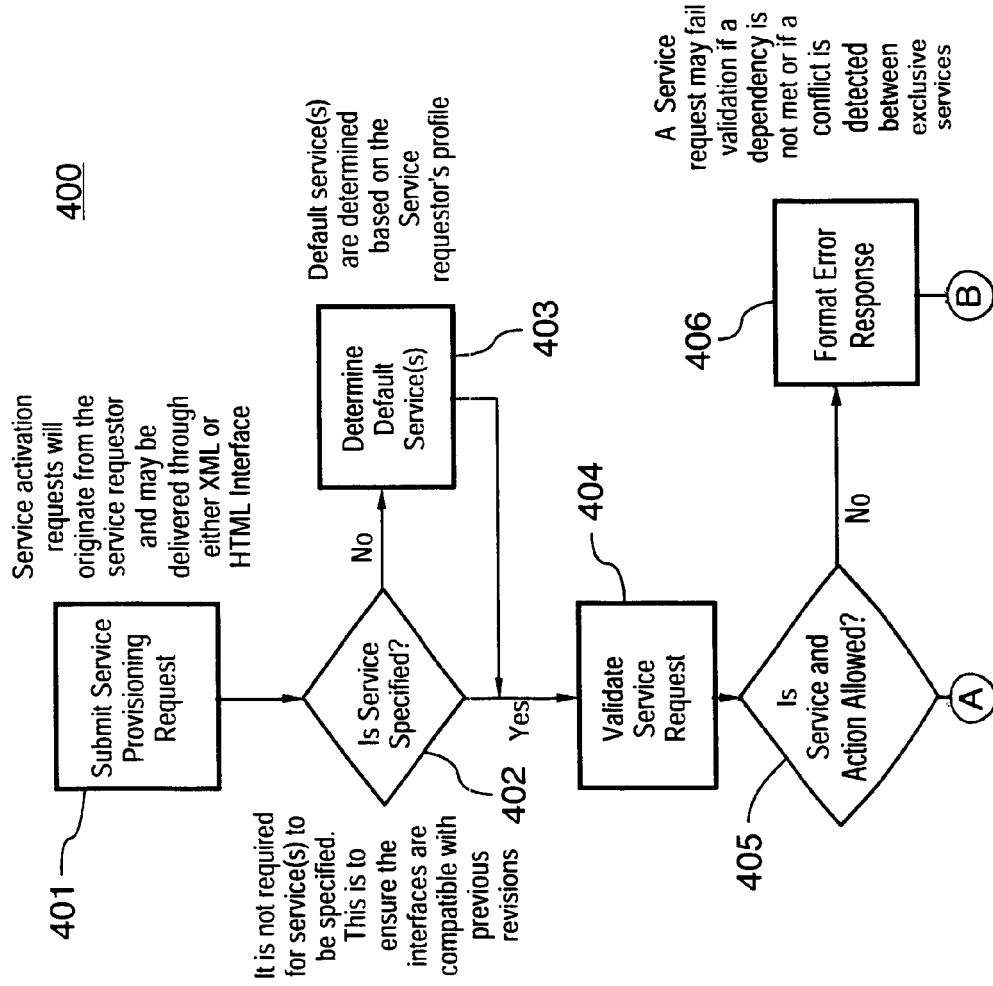 400
Service activation
requests will
originate from the
service requestor
and may be
delivered through
either XML or
HTML Interface
Submit Service
Provisioning
Request
401
It is not required
for service(s) to
be specified.
This is to
ensure the
interfaces are
compatible with
previous
revisions
Is Service
Specified?
402
No
Yes
Default service(s)
are determined
based on the
Service
requestor's profile
Determine
Default
Service(s)
403
Validate
Service
Request
404
Is
Service and
Action Allowed?
405
No
A
Format Error
Response
406
B
A Service
request may fail
validation if a
dependency is
not met or if a
conflict is
detected
between
exclusive
services